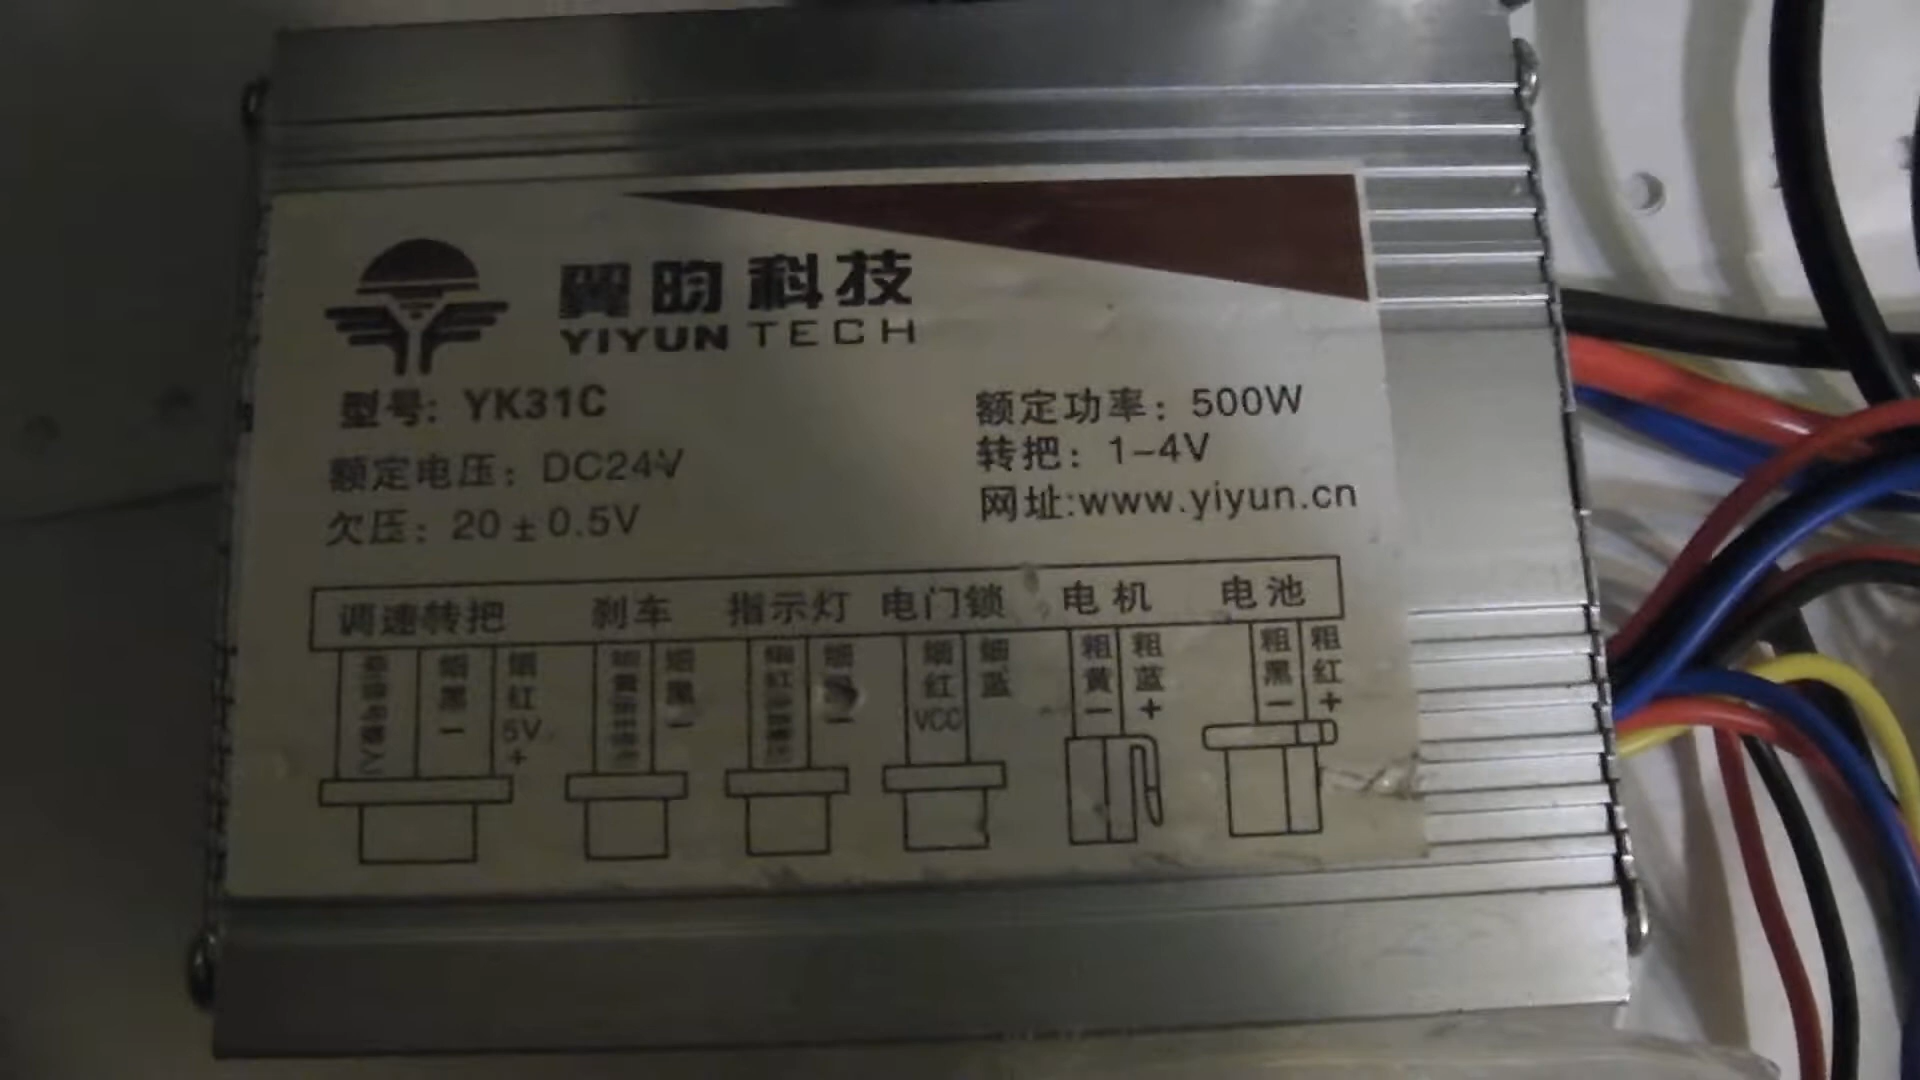 翼昀科技
YIYUN TECH
型号: YK31C
额定功率: 500W
额定电压: DC24V
转把: 1-4V
欠压: 20±0.5V
网址:www.yiyun.cn
调速转把 刹车 指示灯 电门锁 电机 电池
细黑 -
细红 5V +
细黑 -
细红 VCC
细蓝
粗黄 -
粗蓝 +
粗黑 -
粗红 +